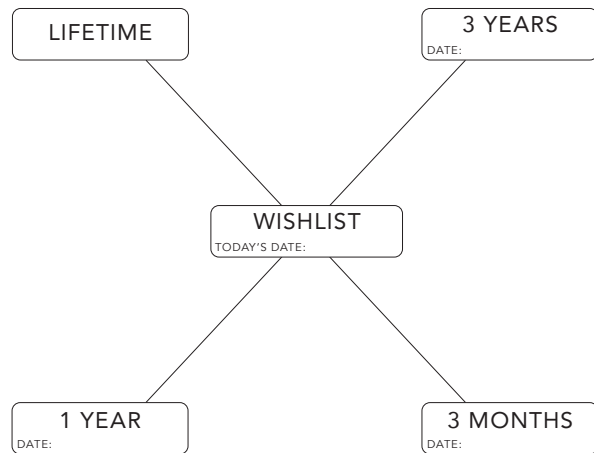 LIFETIME
3 YEARS
DATE:
WISHLIST
TODAY'S DATE:
1 YEAR
DATE:
3 MONTHS
DATE: